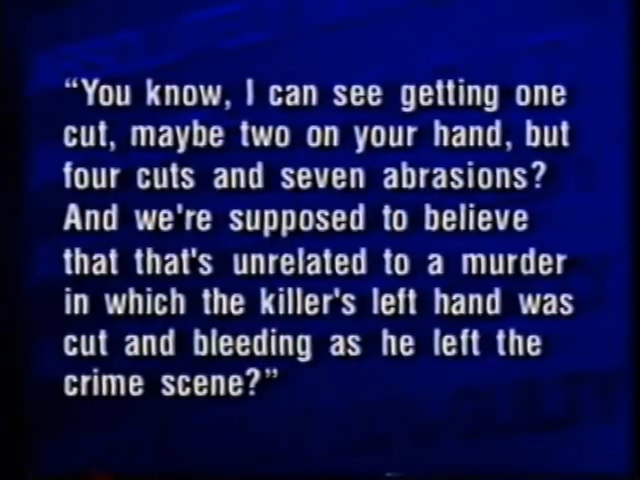 “You know, I can see getting one
cut, maybe two on your hand, but
four cuts and seven abrasions?
And we're supposed to believe
that that's unrelated to a murder
in which the killer's left hand was
cut and bleeding as he left the
crime scene?”